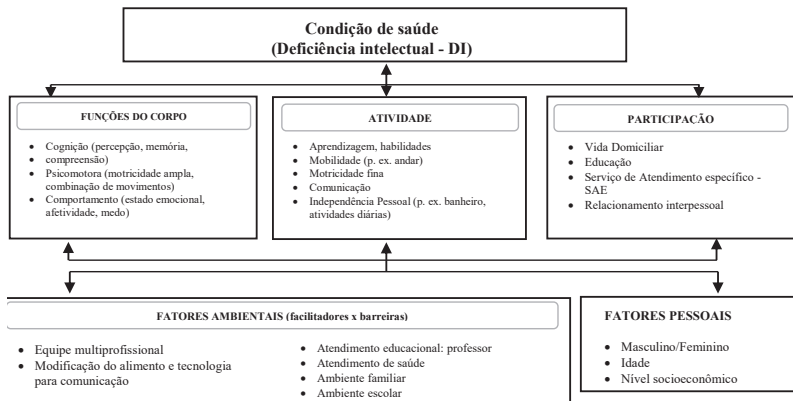 Condição de saúde
(Deficiência intelectual - DI)
FUNÇÕES DO CORPO
• Cognição (percepção, memória,
• compreensão)
• Psicomotora (motricidade ampla,
combinação de movimentos)
• Comportamento (estado emocional,
afetividade, medo)
ATIVIDADE
• Aprendizagem, habilidades
• Mobilidade (p. ex. andar)
• Motricidade fina
• Comunicação
• Independência Pessoal (p. ex. banheiro,
atividades diárias)
PARTICIPAÇÃO
• Vida Domiciliar
• Educação
• Serviço de Atendimento específico -
SAE
• Relacionamento interpessoal
FATORES AMBIENTAIS (facilitadores x barreiras)
• Equipe multiprofissional
• Modificação do alimento e tecnologia
para comunicação
• Atendimento educacional: professor
• Atendimento de saúde
• Ambiente familiar
• Ambiente escolar
FATORES PESSOAIS
• Masculino/Feminino
• Idade
• Nível socioeconômico